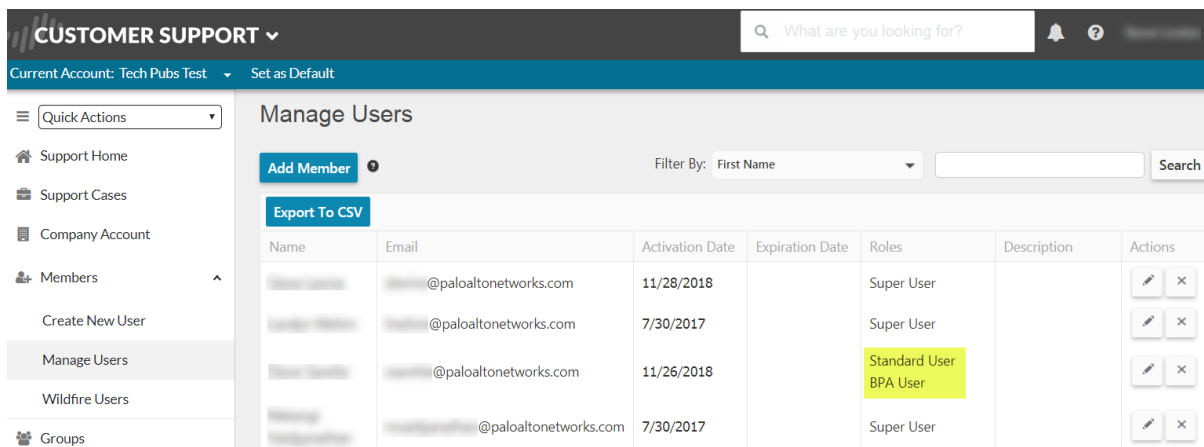 CUSTOMER SUPPORT
What are you looking for?
Current Account: Tech Pubs Test Set as Default
Quick Actions
Support Home
Support Cases
Company Account
Members
Create New User
Manage Users
Wildfire Users
Groups
Manage Users
Add Member
Filter By: First Name
Search
Export To CSV
Name Email Activation Date Expiration Date Roles Description Actions
@paloaltonetworks.com 11/28/2018 Super User
@paloaltonetworks.com 7/30/2017 Super User
@paloaltonetworks.com 11/26/2018 Standard User
BPA User
@paloaltonetworks.com 7/30/2017 Super User